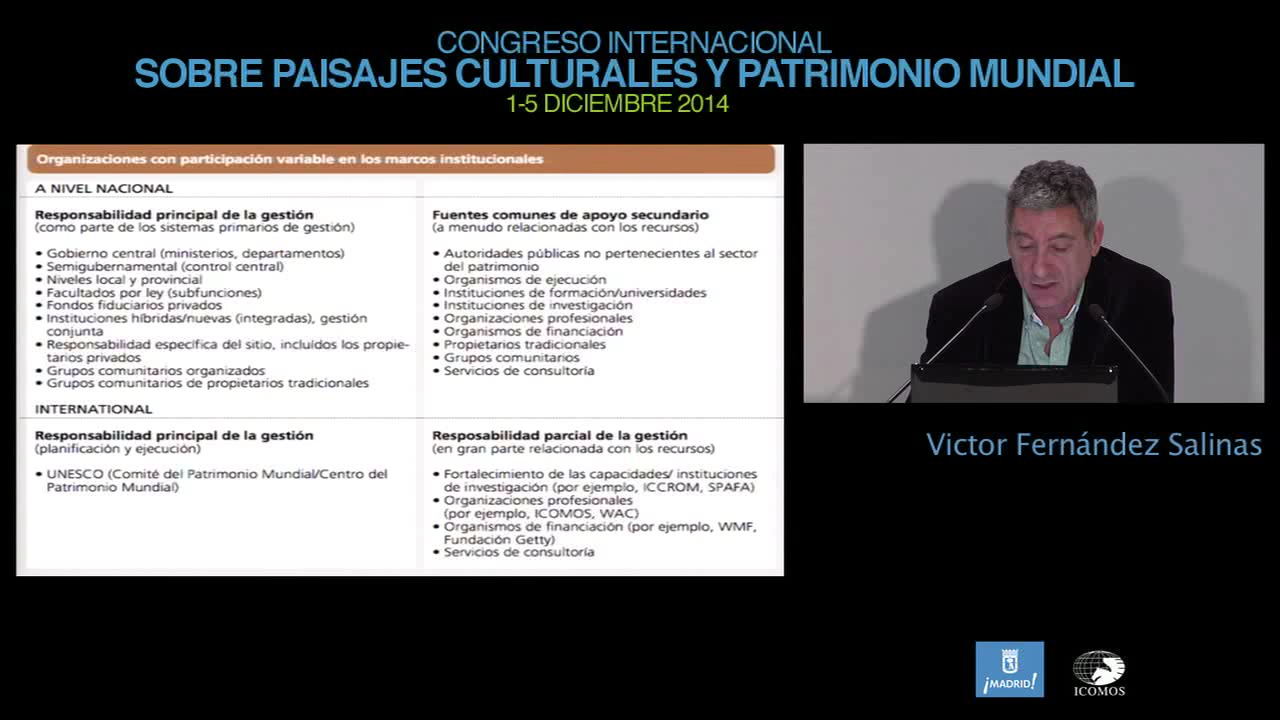 CONGRESO INTERNACIONAL
SOBRE PAISAJES CULTURALES Y PATRIMONIO MUNDIAL
1-5 DICIEMBRE 2014
Organizaciones con participación variable en los marcos institucionales
A NIVEL NACIONAL
Responsabilidad principal de la gestión
(como parte de los sistemas primarios de gestión)
• Gobierno central (ministerios, departamentos)
• Semigubernamental (control central)
• Niveles local y provincial
• Facultados por ley (subfunciones)
• Fondos fiduciarios privados
• Instituciones híbridas/nuevas (integradas), gestión
conjunta
• Responsabilidad específica del sitio, incluídos los propie-
tarios privados
• Grupos comunitarios organizados
• Grupos comunitarios de propietarios tradicionales
Fuentes comunes de apoyo secundario
(a menudo relacionadas con los recursos)
• Autoridades públicas no pertenecientes al sector
del patrimonio
• Organismos de ejecución
• Instituciones de formación/universidades
• Instituciones de investigación
• Organizaciones profesionales
• Organismos de financiación
• Propietarios tradicionales
• Grupos comunitarios
• Servicios de consultoría
INTERNATIONAL
Responsabilidad principal de la gestión
(planificación y ejecución)
• UNESCO (Comité del Patrimonio Mundial/Centro del
Patrimonio Mundial)
Resposabilidad parcial de la gestión
(en gran parte relacionada con los recursos)
• Fortalecimiento de las capacidades/ instituciones
de investigación (por ejemplo, ICCROM, SPAFA)
• Organizaciones profesionales
(por ejemplo, ICOMOS, WAC)
• Organismos de financiación (por ejemplo, WMF,
Fundación Getty)
• Servicios de consultoría
Victor Fernández Salinas
¡MADRID!
ICOMOS